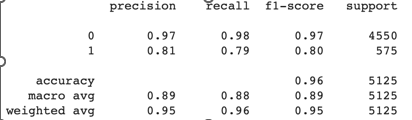 precision recall f1-score support
0 0.97 0.98 0.97 4550
1 0.81 0.79 0.80 575
accuracy 0.96 5125
macro avg 0.89 0.88 0.89 5125
weighted avg 0.95 0.96 0.95 5125